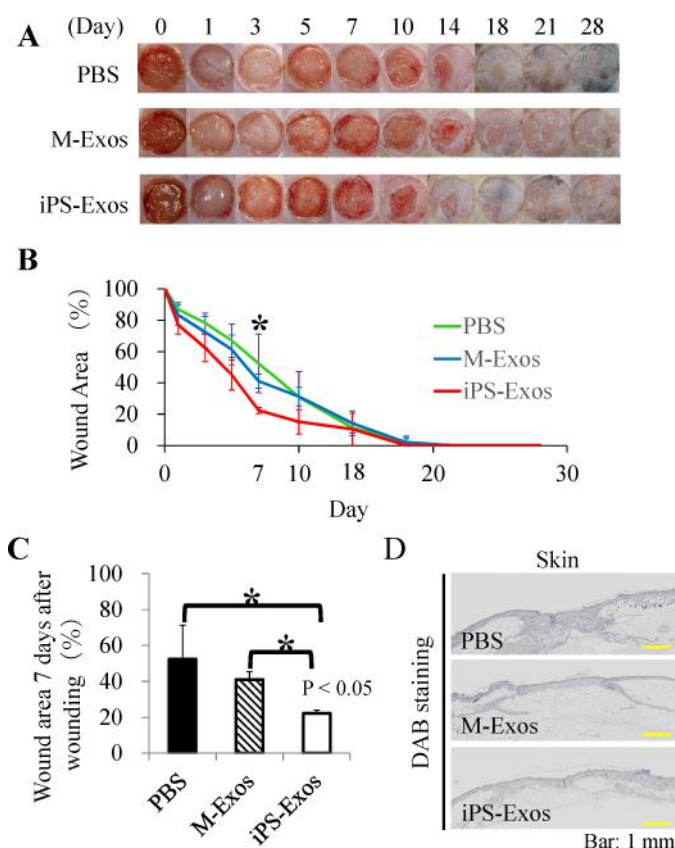 A
(Day) 0 1 3 5 7 10 14 18 21 28
PBS
M-Exos
iPS-Exos
B
Wound Area (%)
100
80
60
40
20
0
*
PBS
M-Exos
iPS-Exos
0 7 10 18 20 30
Day
C
Wound area 7 days after
wounding (%)
100
80
60
40
20
0
*
*
P < 0.05
PBS
M-Exos
iPS-Exos
D
Skin
DAB staining
PBS
M-Exos
iPS-Exos
Bar: 1 mm